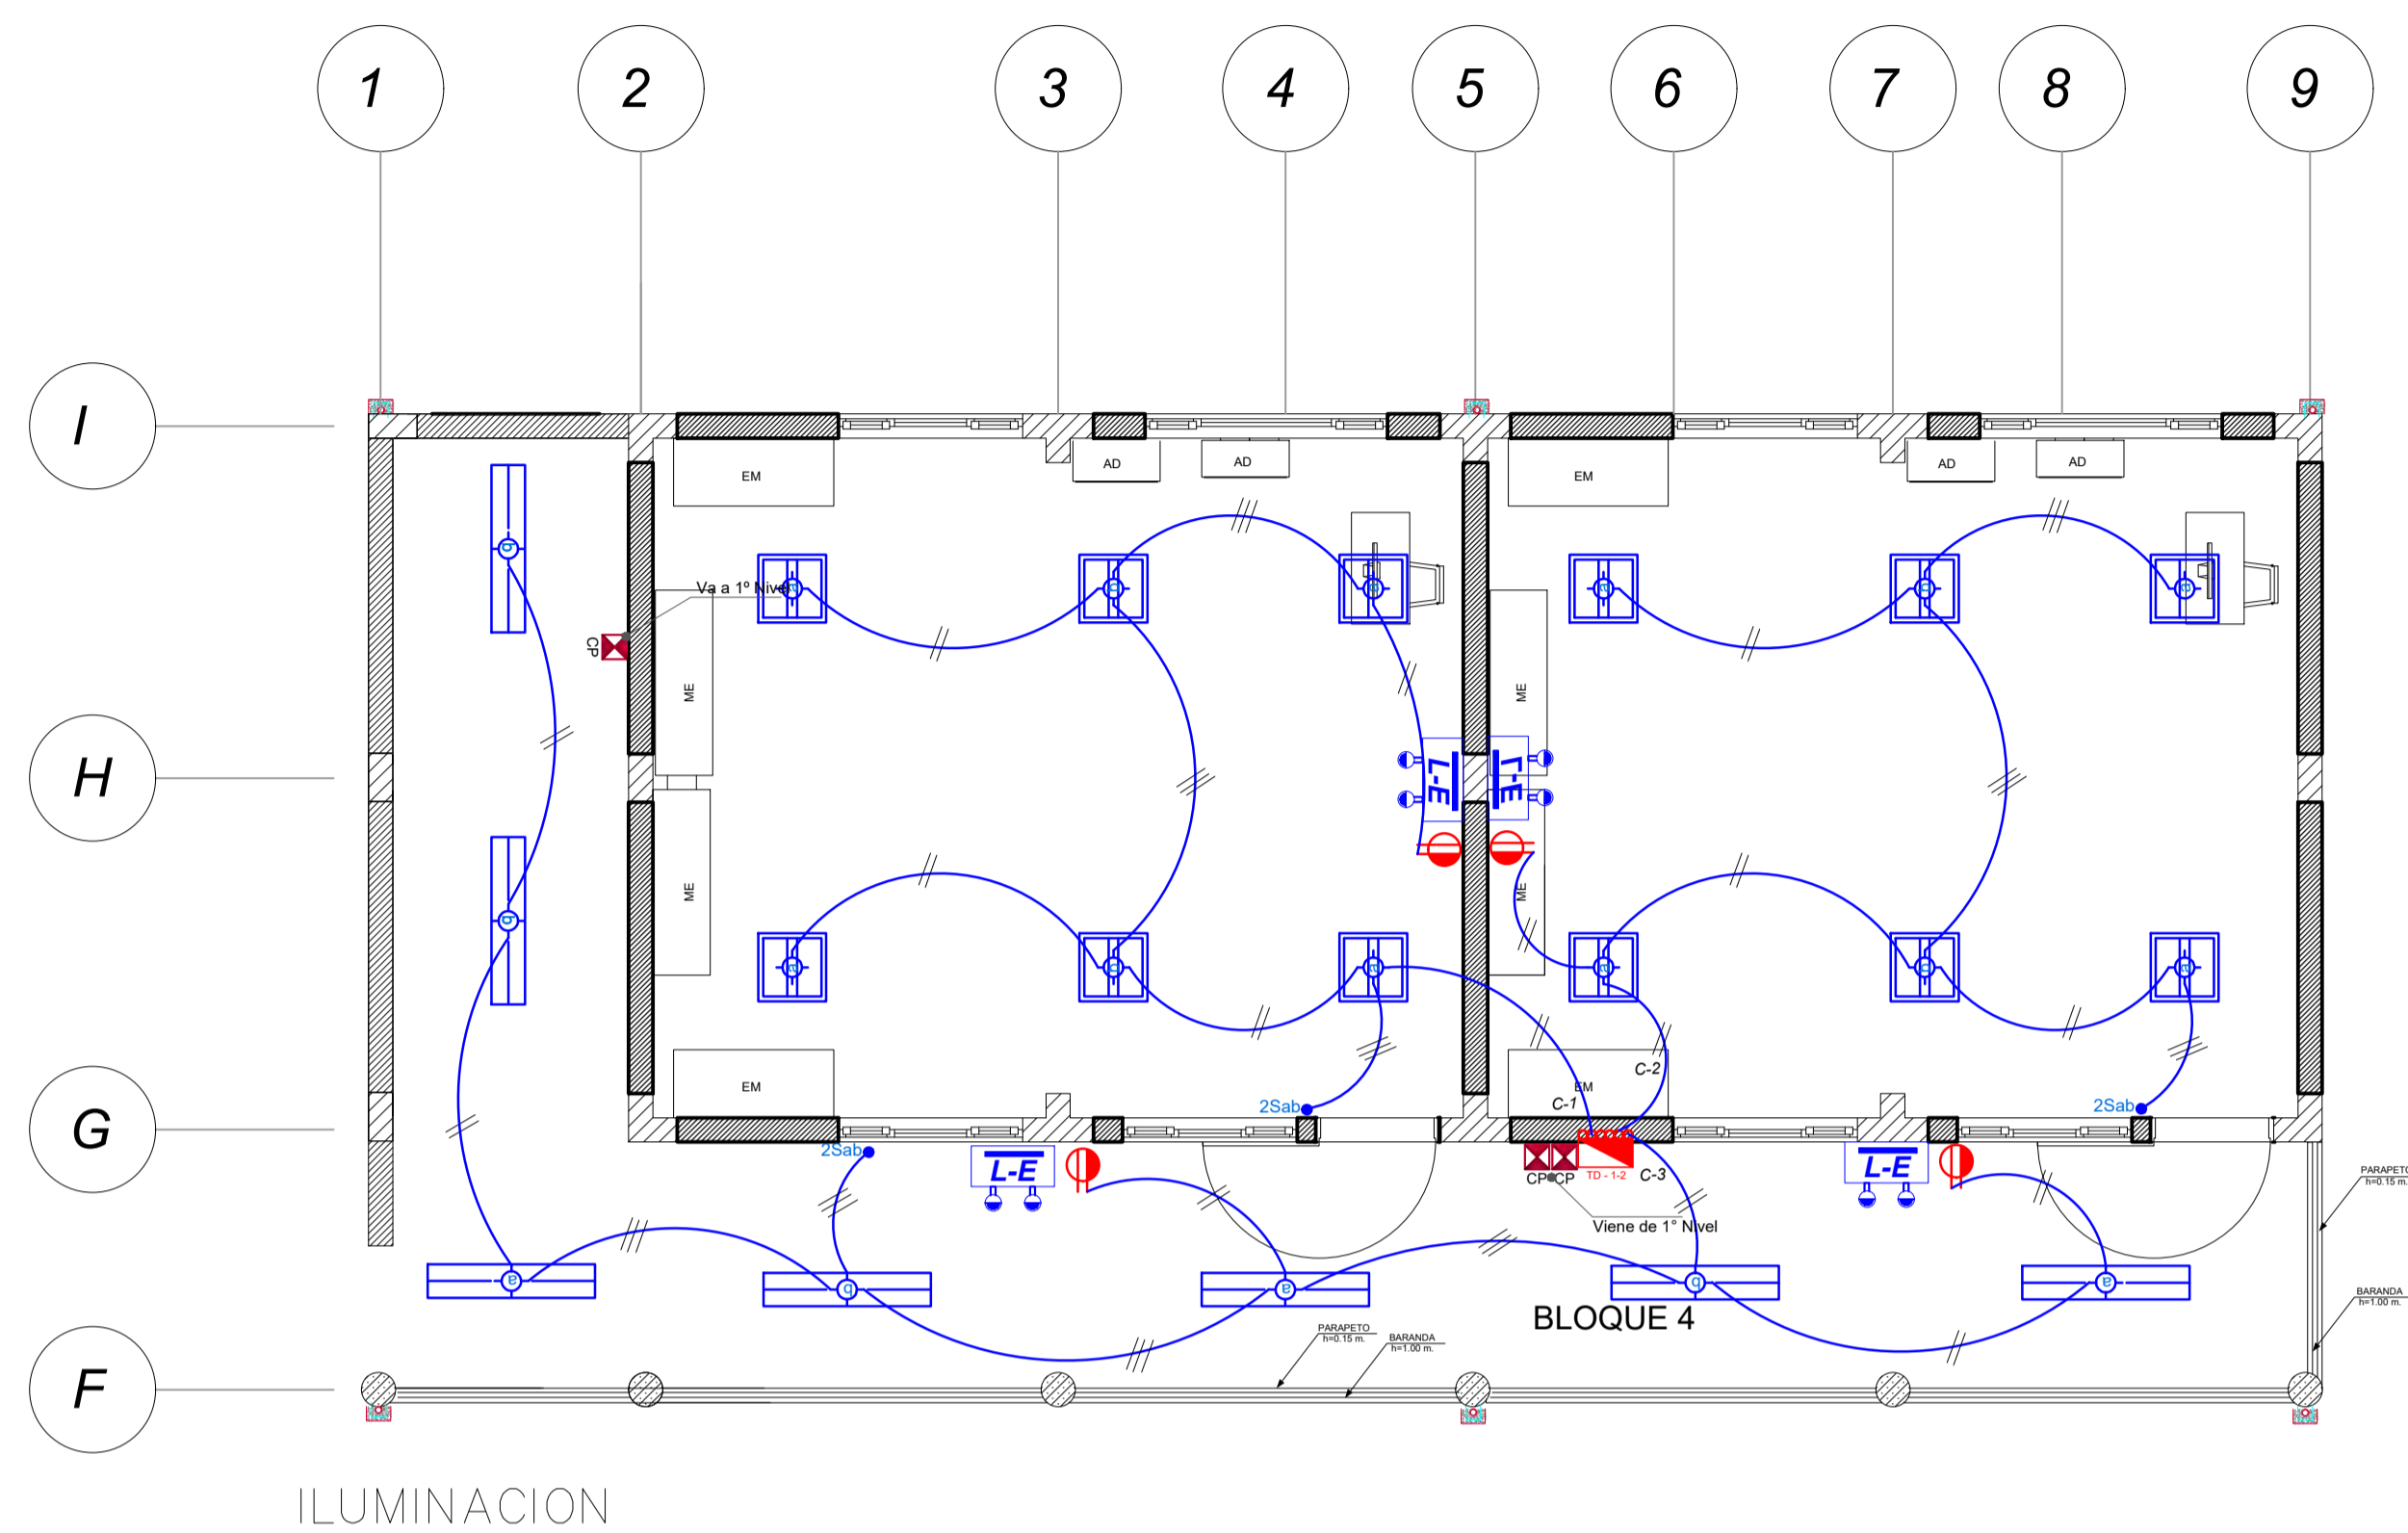 1 2 3 4 5 6 7 8 9
I
EM AD AD EM AD AD
b
Va a 1º Nivel
a b a a b a
CP
ME ME
H
L-E L-E
ME ME
b
a b a a b a
C-2
EM EM
C-1
2Sab 2Sab
G
2Sab
L-E L-E
CP CP TD - 1-2 C-3
PARAPETO
h=0.15 m.
Viene de 1° Nivel
a b a b a
BARANDA
h=1.00 m.
BLOQUE 4
PARAPETO
h=0.15 m.
BARANDA
h=1.00 m.
F
ILUMINACION